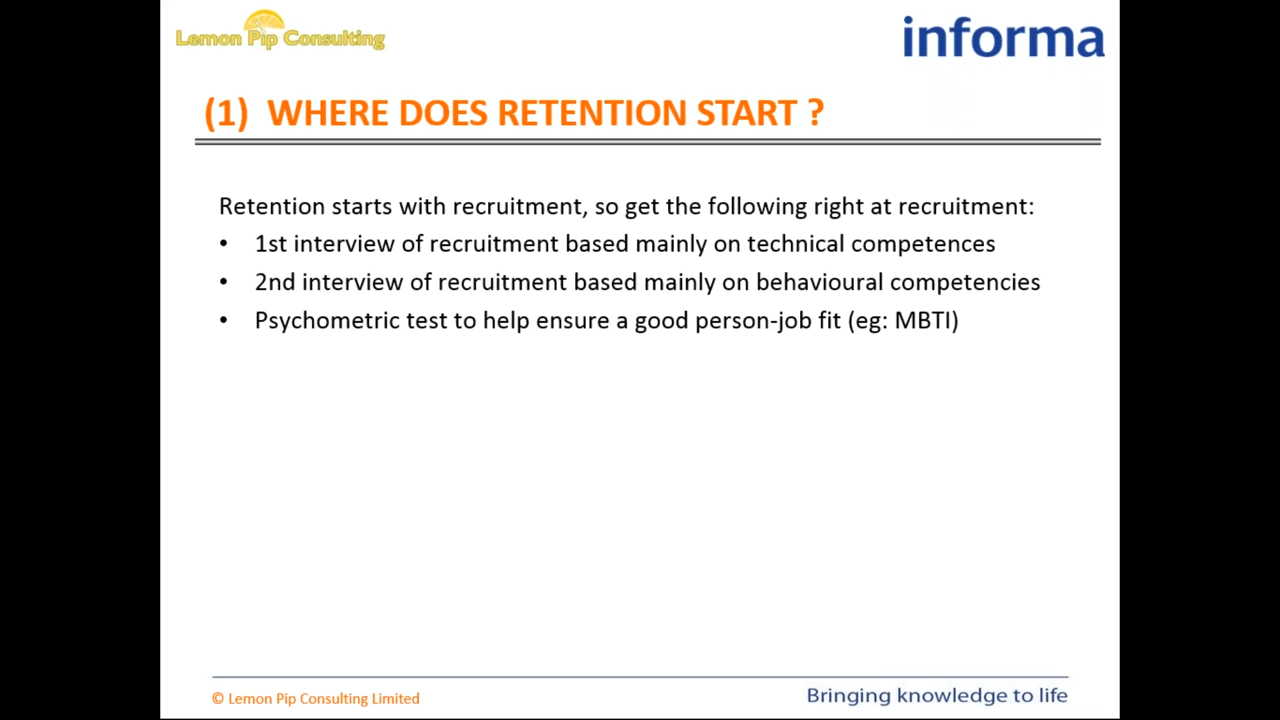 Lemon Pip Consulting
informa
(1) WHERE DOES RETENTION START ?
Retention starts with recruitment, so get the following right at recruitment:
• 1st interview of recruitment based mainly on technical competences
• 2nd interview of recruitment based mainly on behavioural competencies
• Psychometric test to help ensure a good person-job fit (eg: MBTI)
© Lemon Pip Consulting Limited
Bringing knowledge to life